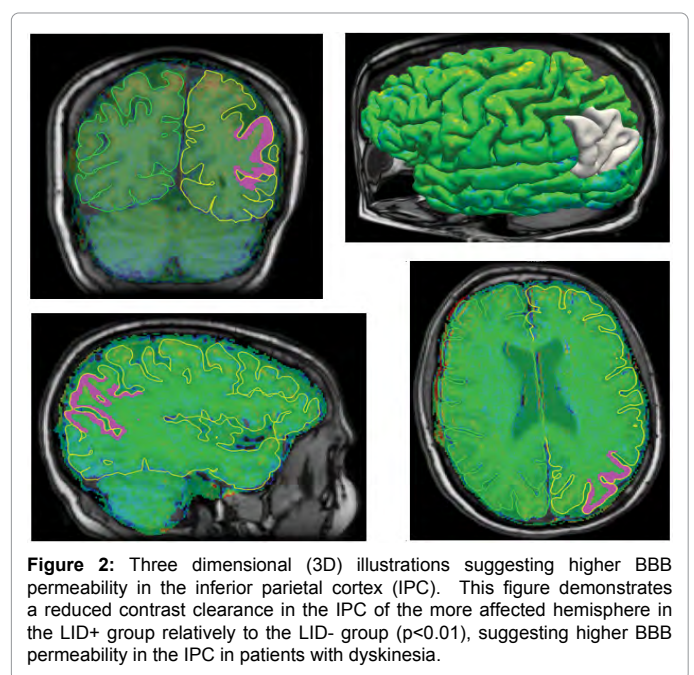 Figure 2: Three dimensional (3D) illustrations suggesting higher BBB
permeability in the inferior parietal cortex (IPC). This figure demonstrates
a reduced contrast clearance in the IPC of the more affected hemisphere in
the LID+ group relatively to the LID- group (p<0.01), suggesting higher BBB
permeability in the IPC in patients with dyskinesia.